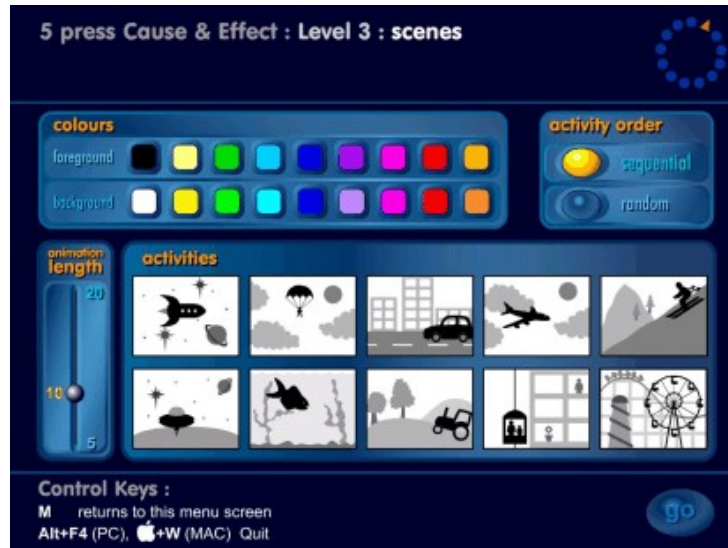 5 press Cause & Effect : Level 3 : scenes
colours
foreground
background
activity order
sequential
random
animation
length
20
10
5
activities
Control Keys :
M returns to this menu screen
Alt+F4 (PC), +W (MAC) Quit
go